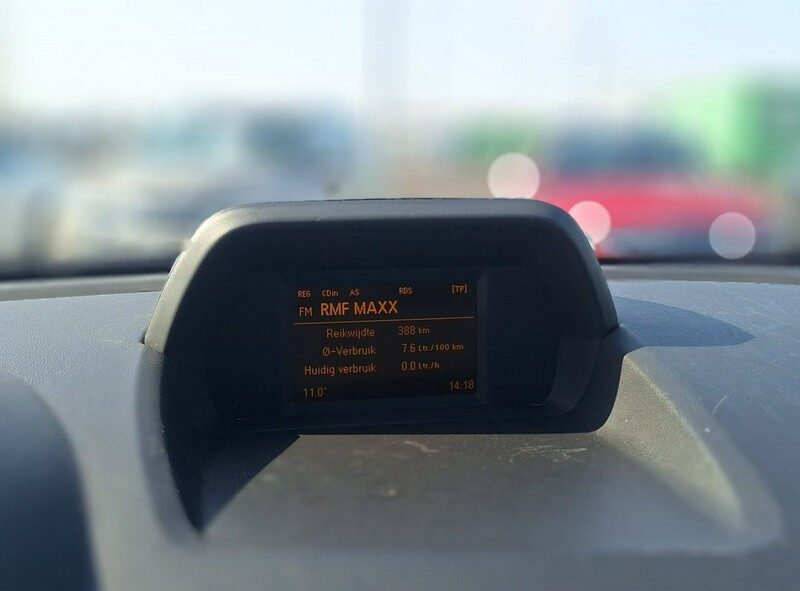 REG CDin AS RDS [TP]
FM RMF MAXX
Reikwijdte 388 km
Ø-Verbruik 7.6 Ltr./100 km
Huidig verbruik 0.0 Ltr./h
11.0° 14:18